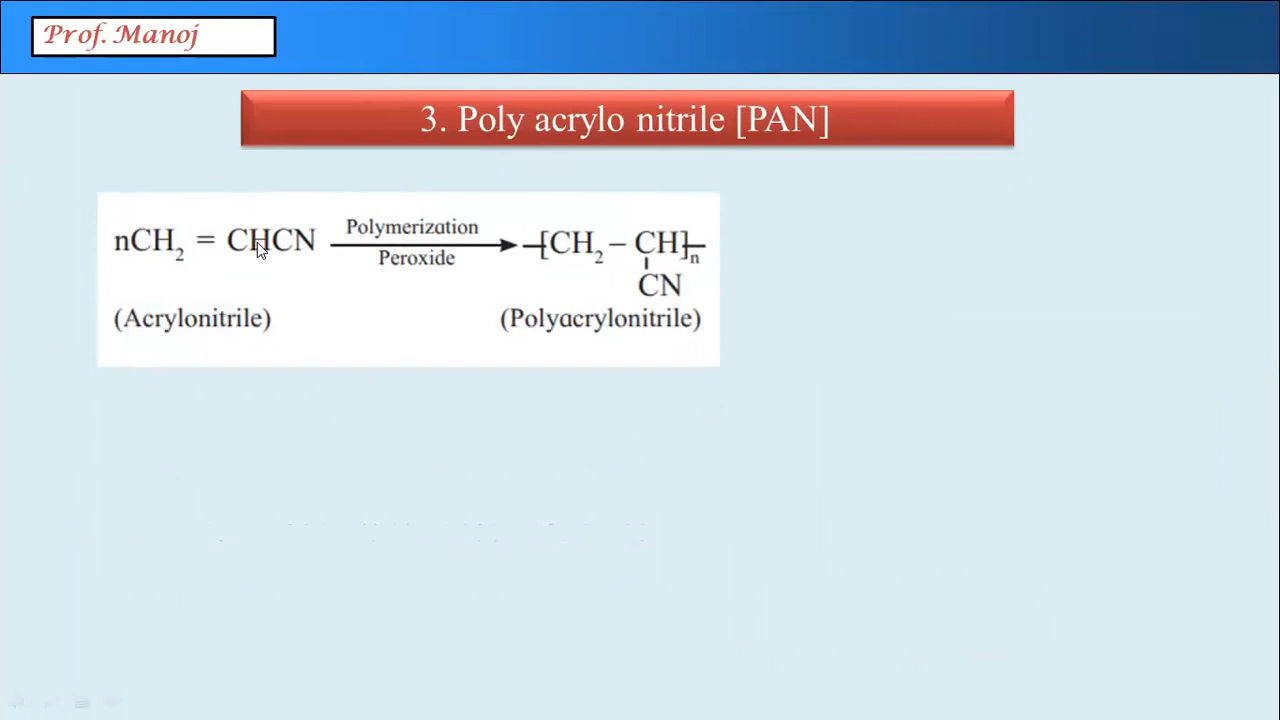 Prof. Manoj
3. Poly acrylo nitrile [PAN]
nCH₂ = CHCN Polymerization Peroxide –[CH₂ – CH]–n
CN
(Acrylonitrile) (Polyacrylonitrile)